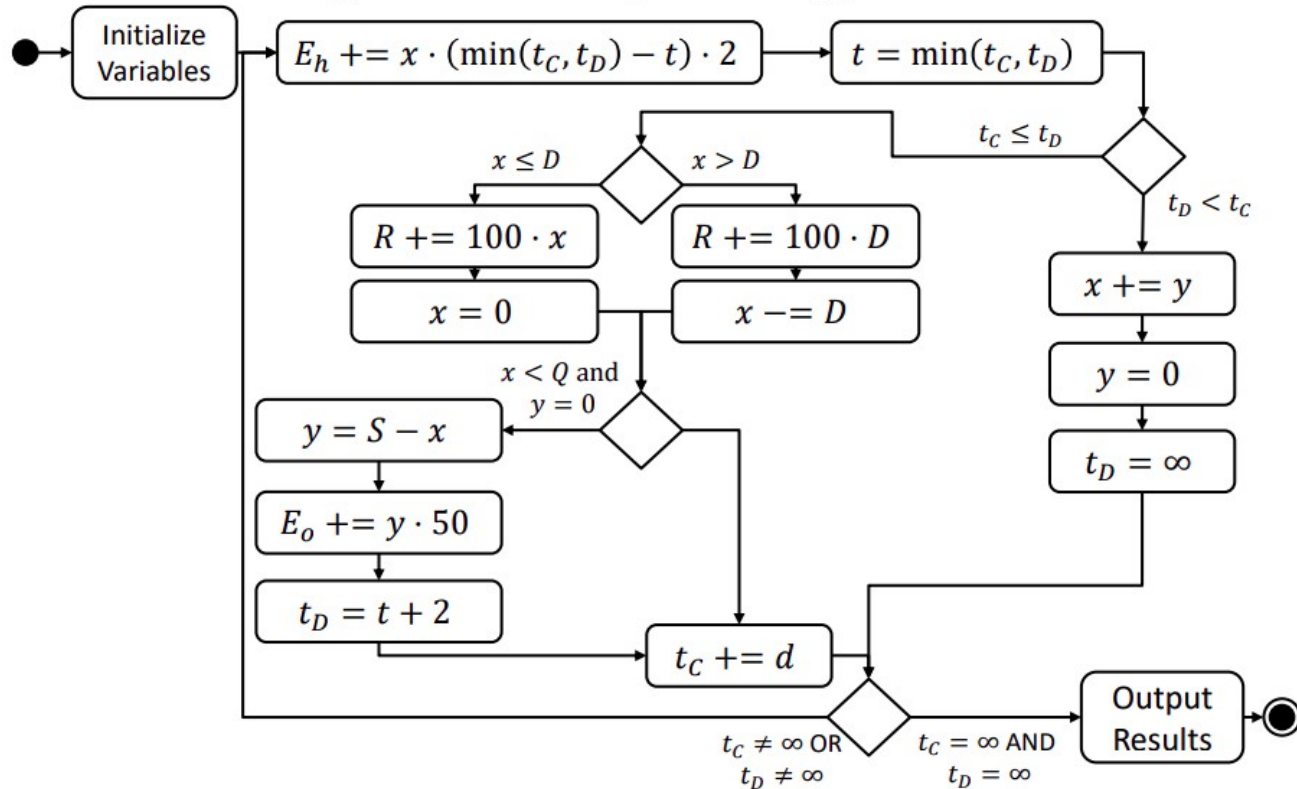 Initialize
Variables
E_h += x · (min(t_C, t_D) − t) · 2
t = min(t_C, t_D)
t_C ≤ t_D
t_D < t_C
x ≤ D
x > D
R += 100 · x
R += 100 · D
x = 0
x −= D
x += y
y = 0
t_D = ∞
x < Q and
y = 0
y = S − x
E_o += y · 50
t_D = t + 2
t_C += d
t_C ≠ ∞ OR
t_D ≠ ∞
t_C = ∞ AND
t_D = ∞
Output
Results